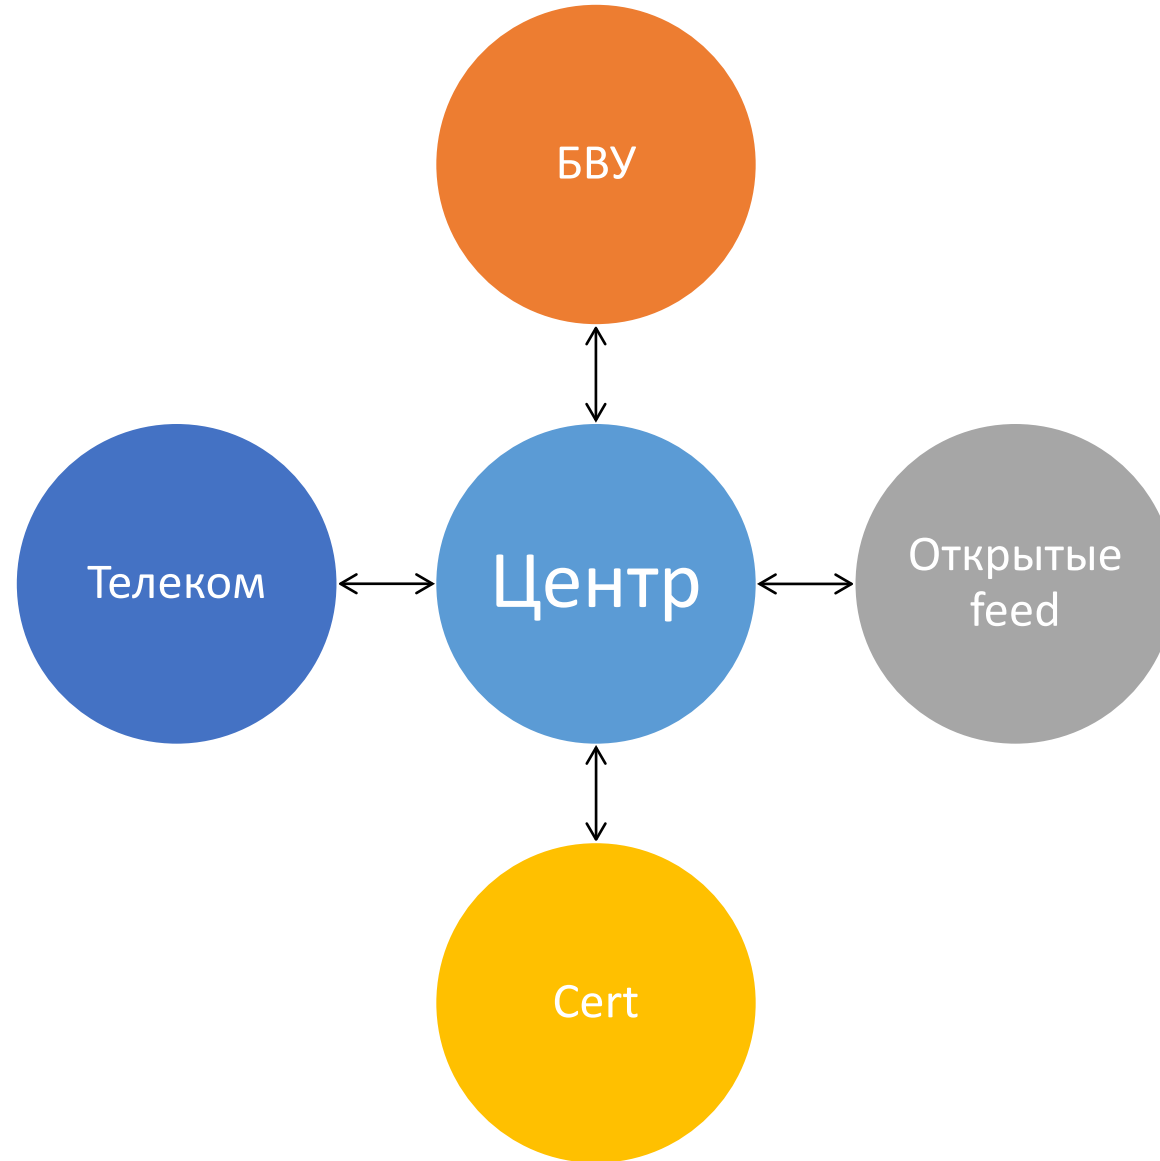 БВУ
Телеком
Центр
Открытые
feed
Cert